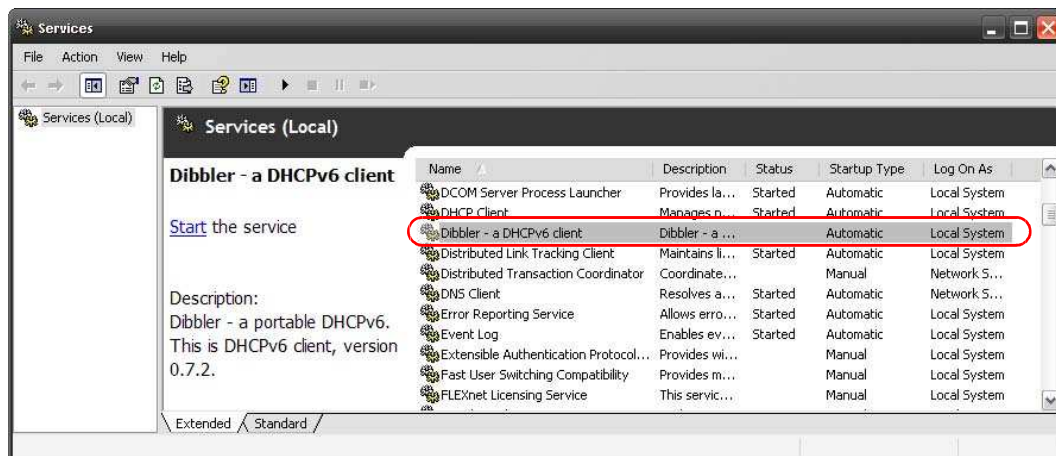 Services
File Action View Help
Services (Local)
Services (Local)
Dibbler - a DHCPv6 client
Start the service
Description:
Dibbler - a portable DHCPv6.
This is DHCPv6 client, version
0.7.2.
Name Description Status Startup Type Log On As
DCOM Server Process Launcher Provides la... Started Automatic Local System
DHCP Client Manages n... Started Automatic Local System
Dibbler - a DHCPv6 client Dibbler - a ... Automatic Local System
Distributed Link Tracking Client Maintains li... Started Automatic Local System
Distributed Transaction Coordinator Coordinate... Manual Network S...
DNS Client Resolves a... Started Automatic Network S...
Error Reporting Service Allows erro... Started Automatic Local System
Event Log Enables ev... Started Automatic Local System
Extensible Authentication Protocol... Provides wi... Manual Local System
Fast User Switching Compatibility Provides m... Manual Local System
FLEXnet Licensing Service This servic... Manual Local System
Extended Standard